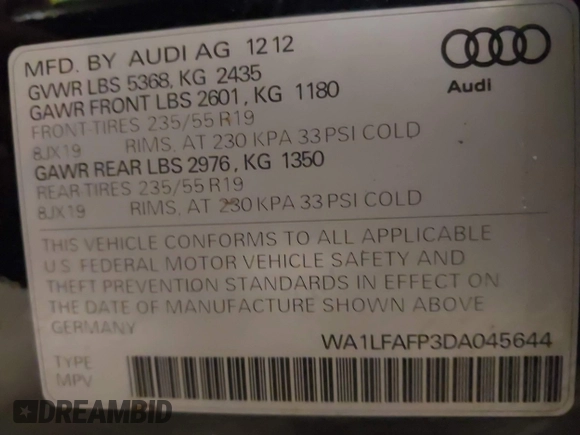 MFD. BY AUDI AG 12 12
GVWR LBS 5368, KG 2435
GAWR FRONT LBS 2601, KG 1180
FRONT-TIRES 235/55 R19
8JX19 RIMS, AT 230 KPA 33 PSI COLD
GAWR REAR LBS 2976, KG 1350
REAR-TIRES 235/55 R19
8JX19 RIMS, AT 230 KPA 33 PSI COLD
Audi
THIS VEHICLE CONFORMS TO ALL APPLICABLE
U.S. FEDERAL MOTOR VEHICLE SAFETY AND
THEFT PREVENTION STANDARDS IN EFFECT ON
THE DATE OF MANUFACTURE SHOWN ABOVE
GERMANY
WA1LFAFP3DA045644
TYPE
MPV
DREAMBID